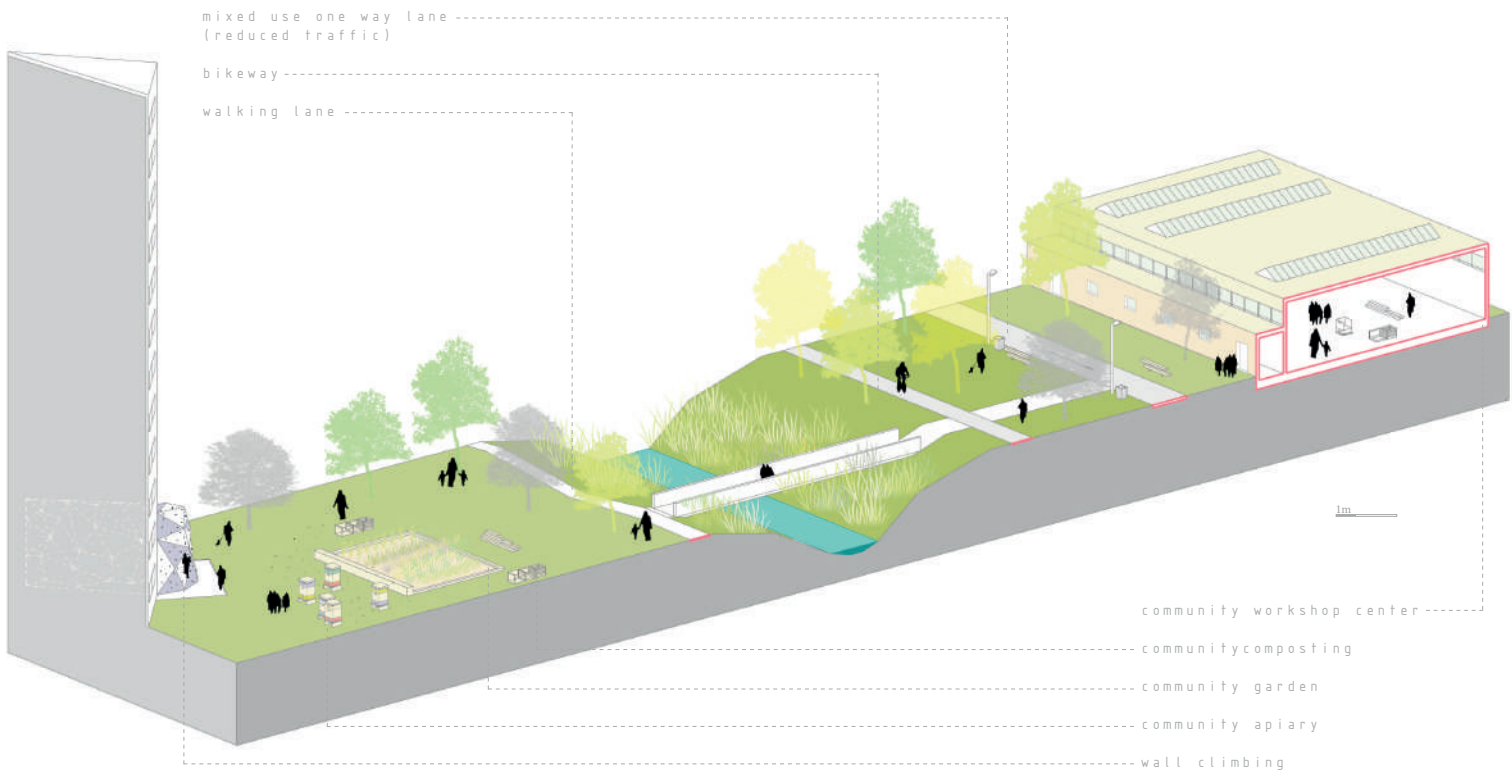 mixed use one way lane
(reduced traffic)
bikeway
walking lane
1m
community workshop center
communitycomposting
community garden
community apiary
wall climbing